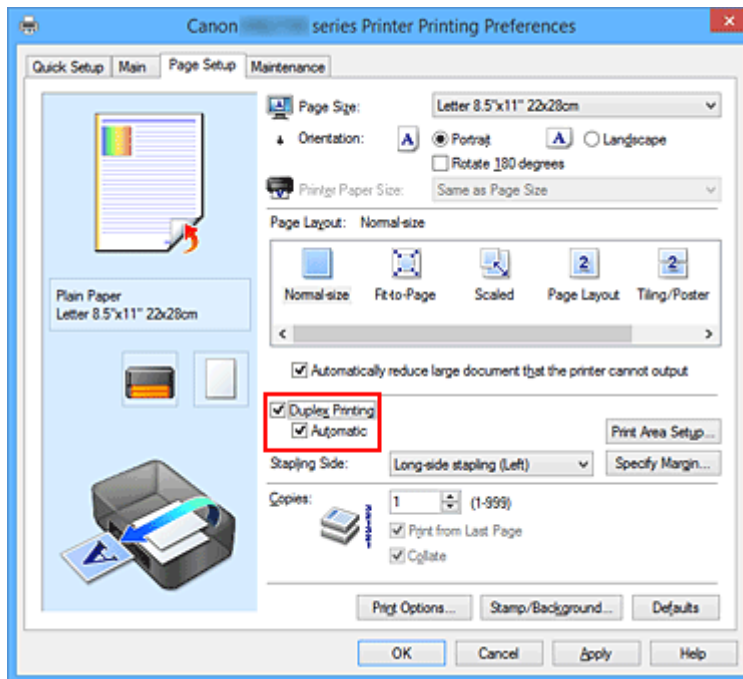 Canon series Printer Printing Preferences
Quick Setup Main Page Setup Maintenance
Page Size: Letter 8.5"x11" 22x28cm
Orientation: A Portrait A Landscape
Rotate 180 degrees
Printer Paper Size: Same as Page Size
Page Layout: Normal-size
2 2
Normal-size Fit-to-Page Scaled Page Layout Tiling/Poster
Plain Paper
Letter 8.5"x11" 22x28cm
Automatically reduce large document that the printer cannot output
Duplex Printing
Automatic
Print Area Setup...
Stapling Side: Long-side stapling (Left) Specify Margin...
Copies: 1 (1-999)
Print from Last Page
Collate
A
Print Options... Stamp/Background... Defaults
OK Cancel Apply Help